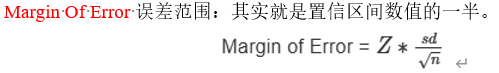 Margin·Of·Error·误差范围：其实就是置信区间数值的一半。
Margin of Error = Z * sd/√n ↵